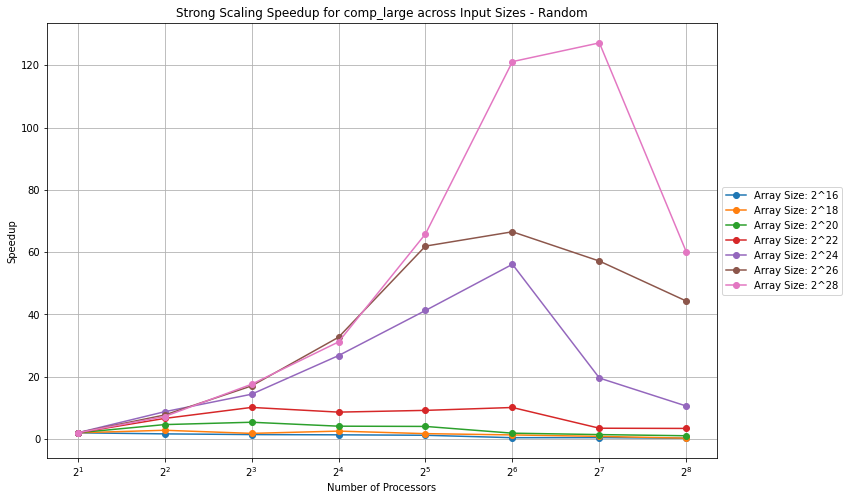 Strong Scaling Speedup for comp_large across Input Sizes - Random
Speedup
120
100
80
60
40
20
0
2^1 2^2 2^3 2^4 2^5 2^6 2^7 2^8
Number of Processors
Array Size: 2^16
Array Size: 2^18
Array Size: 2^20
Array Size: 2^22
Array Size: 2^24
Array Size: 2^26
Array Size: 2^28